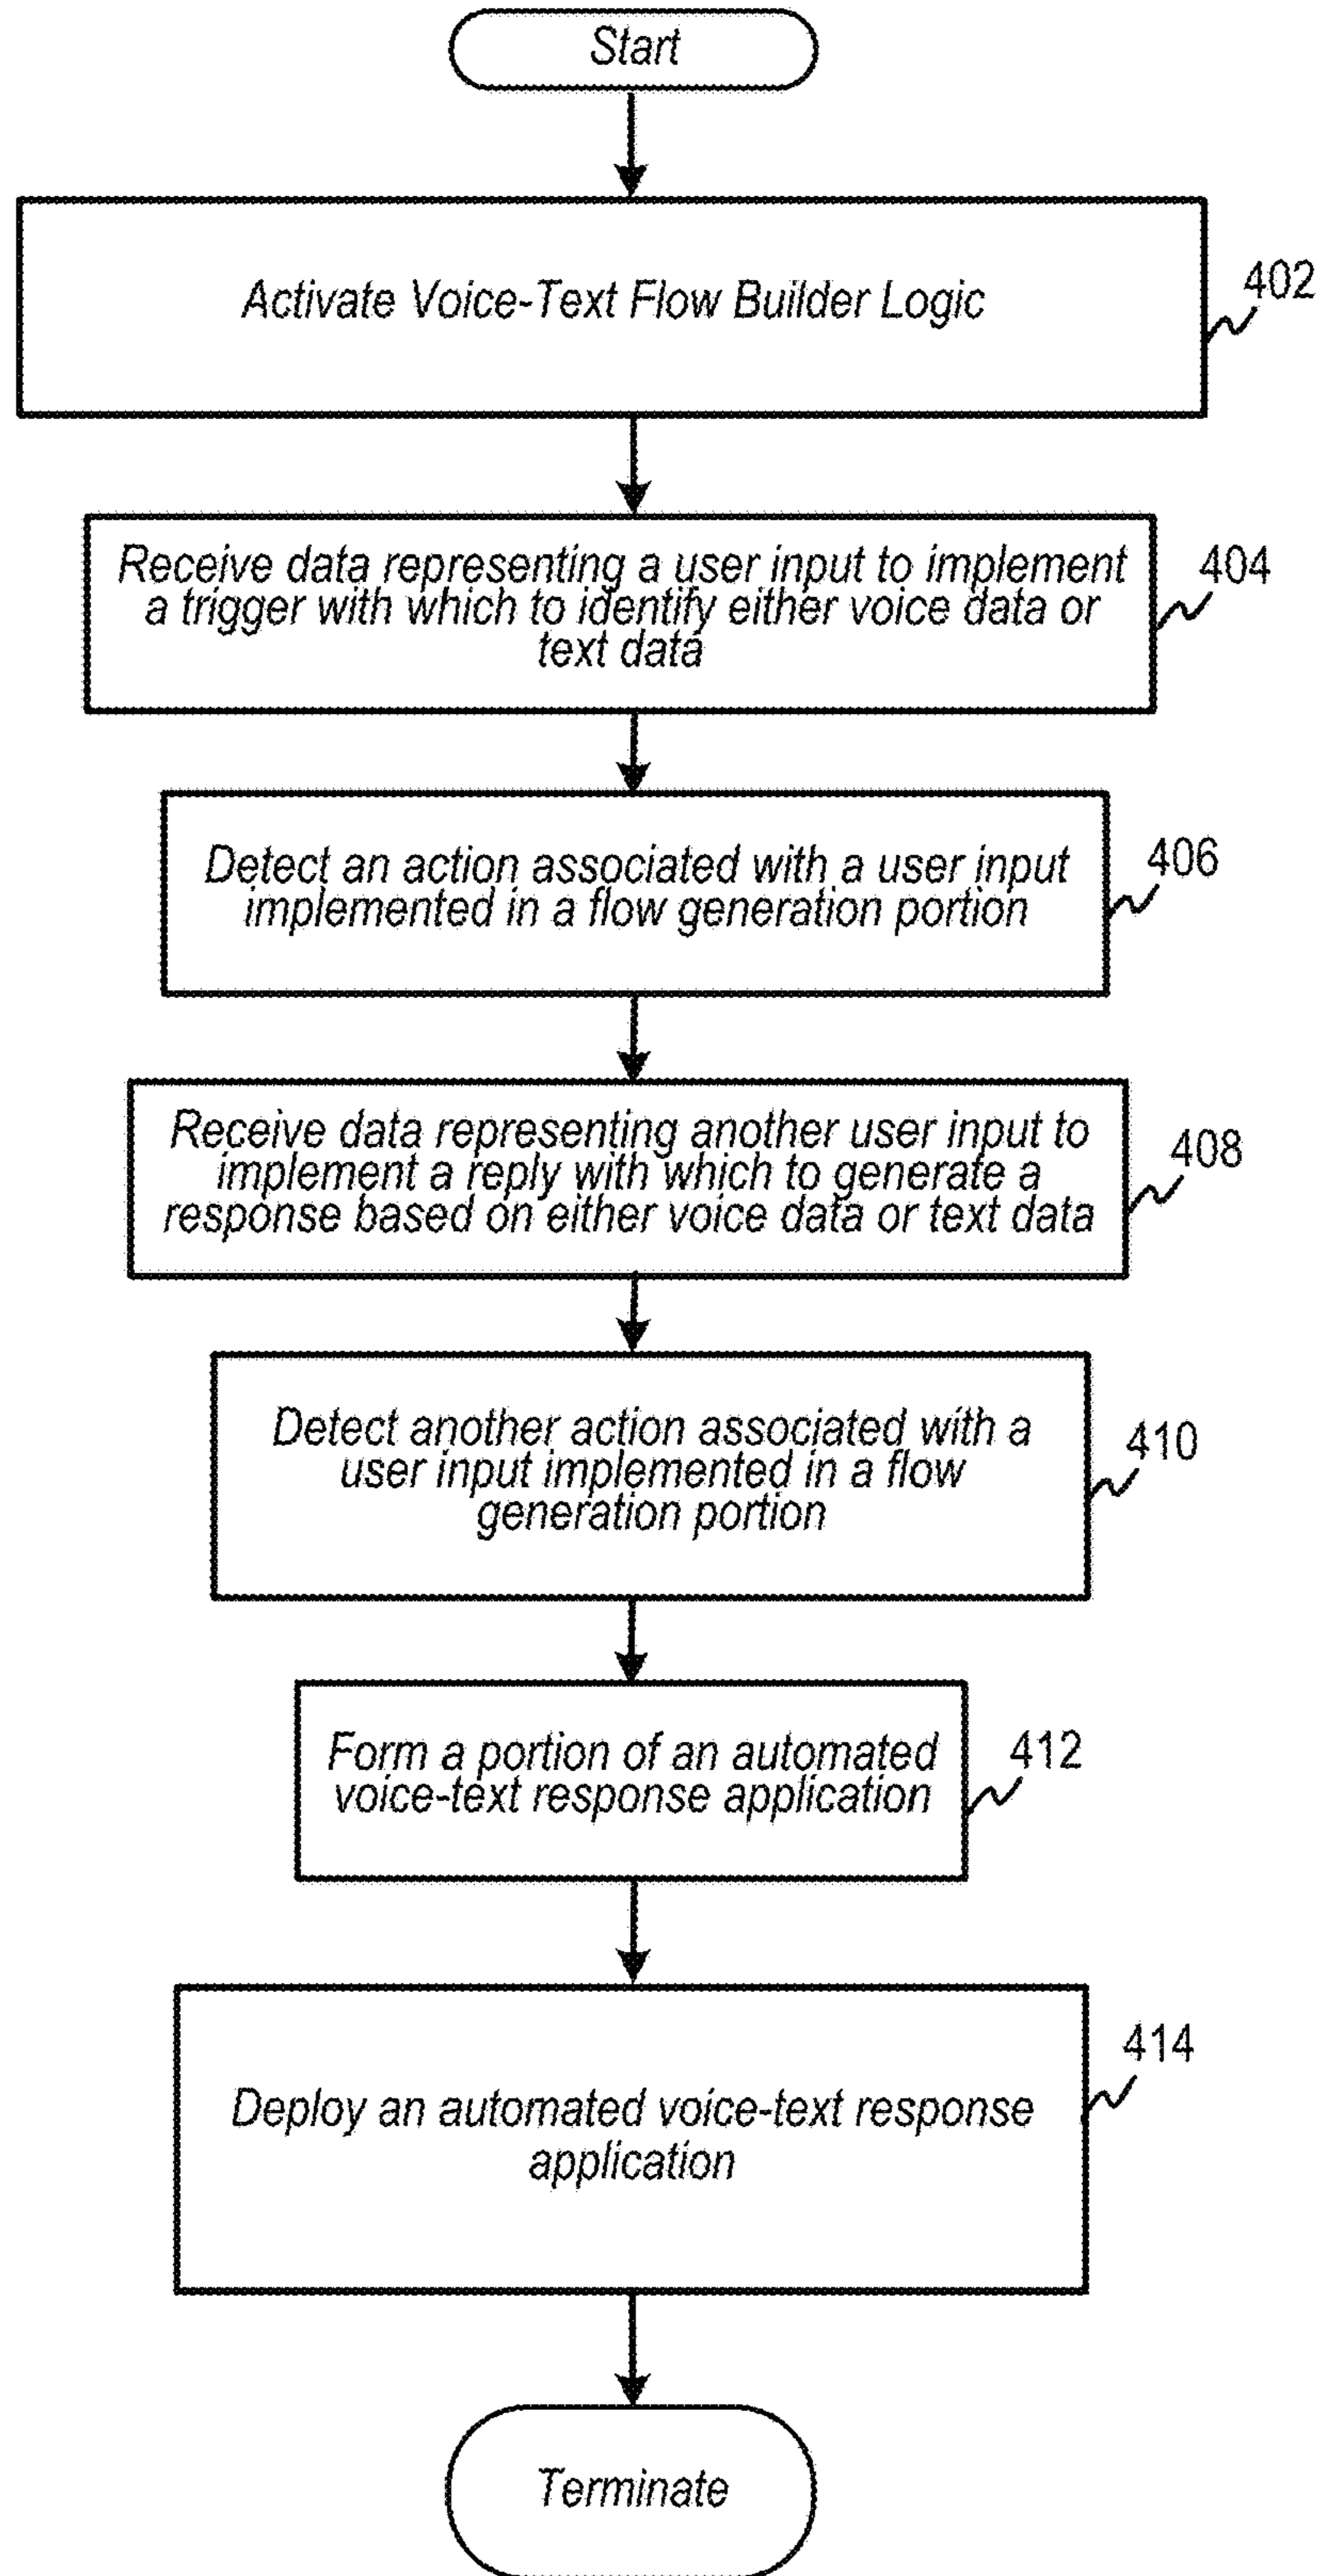 Start
Activate Voice-Text Flow Builder Logic
402
Receive data representing a user input to implement
a trigger with which to identify either voice data or
text data
404
Detect an action associated with a user input
implemented in a flow generation portion
406
Receive data representing another user input to
implement a reply with which to generate a
response based on either voice data or text data
408
Detect another action associated with a
user input implemented in a flow
generation portion
410
Form a portion of an automated
voice-text response application
412
Deploy an automated voice-text response
application
414
Terminate